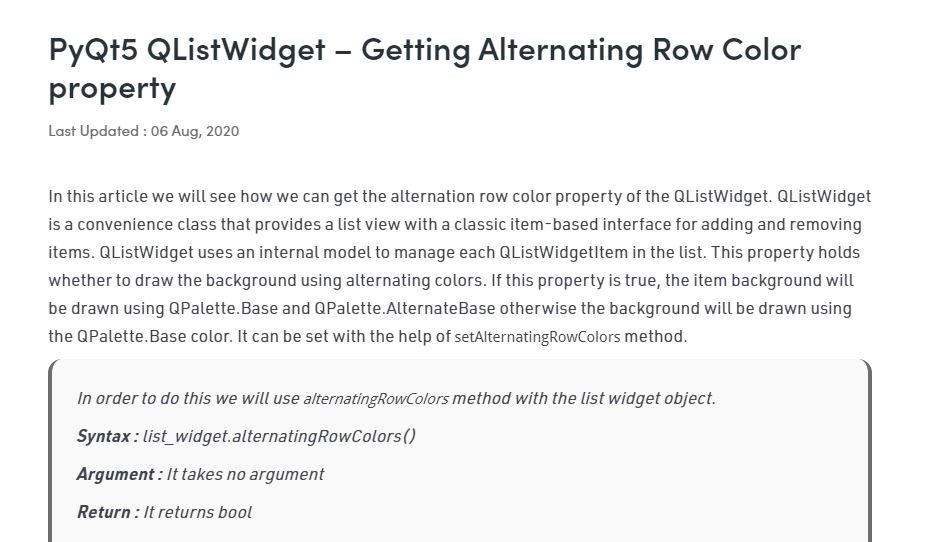 PyQt5 QListWidget – Getting Alternating Row Color
property
Last Updated : 06 Aug, 2020
In this article we will see how we can get the alternation row color property of the QListWidget. QListWidget
is a convenience class that provides a list view with a classic item-based interface for adding and removing
items. QListWidget uses an internal model to manage each QListWidgetItem in the list. This property holds
whether to draw the background using alternating colors. If this property is true, the item background will
be drawn using QPalette.Base and QPalette.AlternateBase otherwise the background will be drawn using
the QPalette.Base color. It can be set with the help of setAlternatingRowColors method.
In order to do this we will use alternatingRowColors method with the list widget object.
Syntax : list_widget.alternatingRowColors()
Argument : It takes no argument
Return : It returns bool